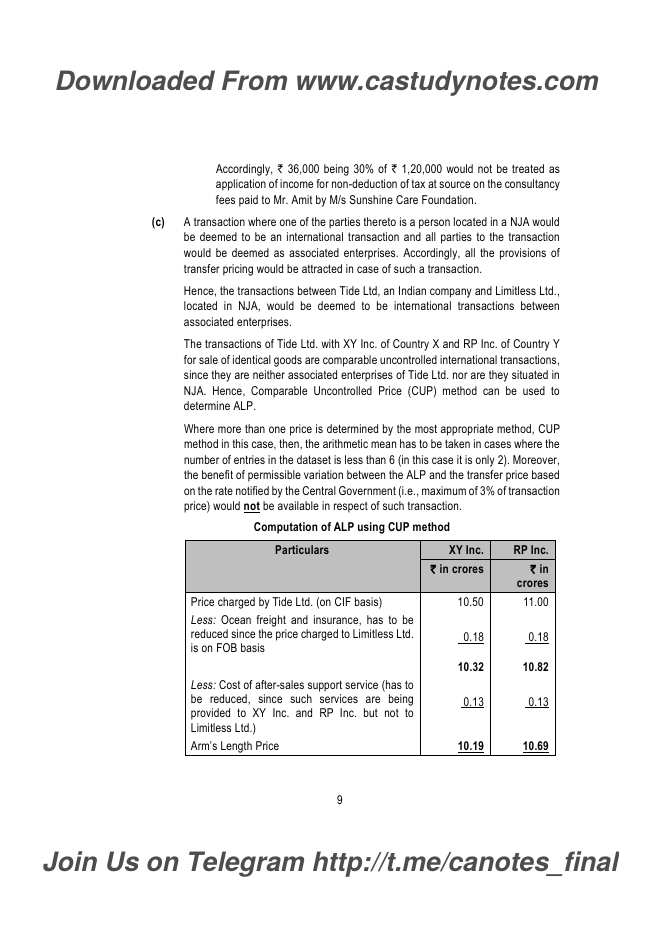 Downloaded From www.castudynotes.com
Accordingly, ₹ 36,000 being 30% of ₹ 1,20,000 would not be treated as
application of income for non-deduction of tax at source on the consultancy
fees paid to Mr. Amit by M/s Sunshine Care Foundation.
(c) A transaction where one of the parties thereto is a person located in a NJA would
be deemed to be an international transaction and all parties to the transaction
would be deemed as associated enterprises. Accordingly, all the provisions of
transfer pricing would be attracted in case of such a transaction.
Hence, the transactions between Tide Ltd, an Indian company and Limitless Ltd.,
located in NJA, would be deemed to be international transactions between
associated enterprises.
The transactions of Tide Ltd. with XY Inc. of Country X and RP Inc. of Country Y
for sale of identical goods are comparable uncontrolled international transactions,
since they are neither associated enterprises of Tide Ltd. nor are they situated in
NJA. Hence, Comparable Uncontrolled Price (CUP) method can be used to
determine ALP.
Where more than one price is determined by the most appropriate method, CUP
method in this case, then, the arithmetic mean has to be taken in cases where the
number of entries in the dataset is less than 6 (in this case it is only 2). Moreover,
the benefit of permissible variation between the ALP and the transfer price based
on the rate notified by the Central Government (i.e., maximum of 3% of transaction
price) would not be available in respect of such transaction.
Computation of ALP using CUP method
Particulars XY Inc. RP Inc.
₹ in crores ₹ in
crores
Price charged by Tide Ltd. (on CIF basis) 10.50 11.00
Less: Ocean freight and insurance, has to be
reduced since the price charged to Limitless Ltd. 0.18 0.18
is on FOB basis
10.32 10.82
Less: Cost of after-sales support service (has to
be reduced, since such services are being 0.13 0.13
provided to XY Inc. and RP Inc. but not to
Limitless Ltd.)
Arm's Length Price 10.19 10.69
9
Join Us on Telegram http://t.me/canotes_final